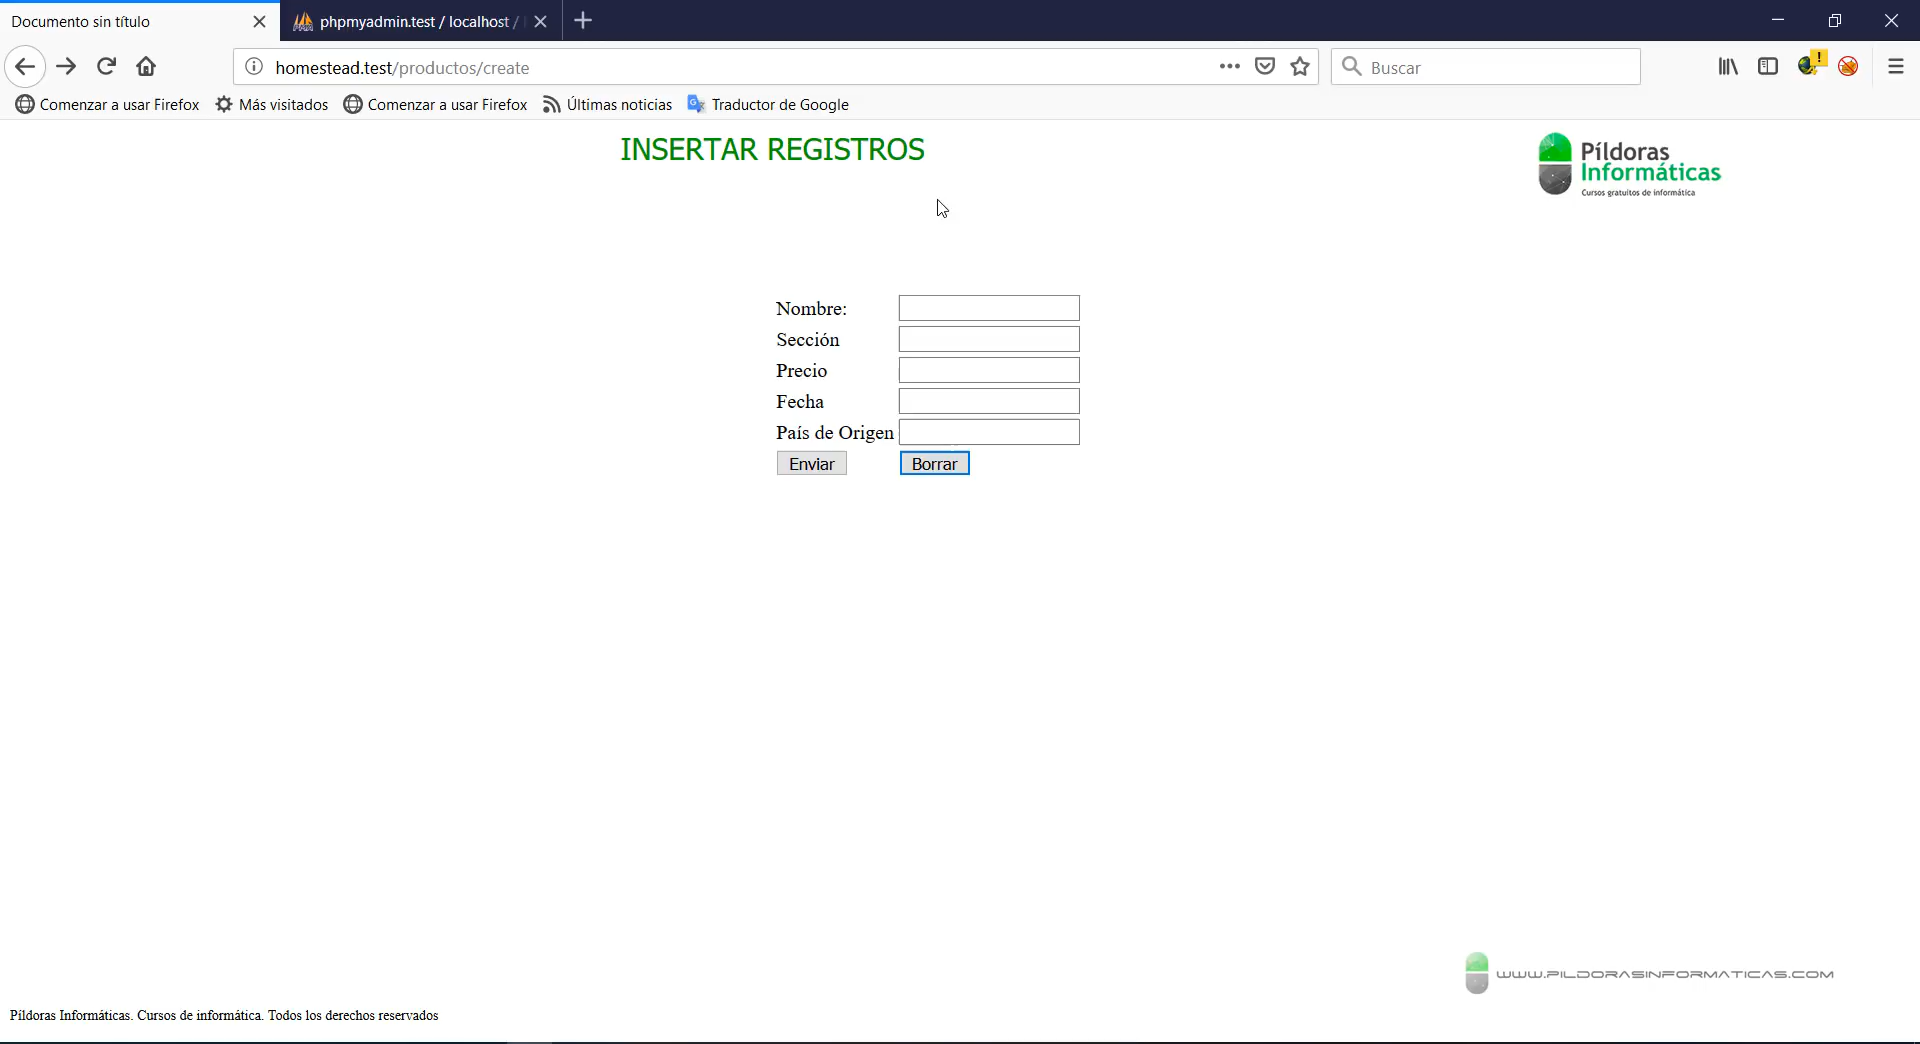 Documento sin título
phpmyadmin.test / localhost /
homestead.test/productos/create
Buscar
Comenzar a usar Firefox Más visitados Comenzar a usar Firefox Últimas noticias Traductor de Google
INSERTAR REGISTROS
Píldoras
Informáticas
Cursos gratuitos de informática
Nombre:
Sección
Precio
Fecha
País de Origen
Enviar Borrar
WWW.PILDORASINFORMATICAS.COM
Píldoras Informáticas. Cursos de informática. Todos los derechos reservados